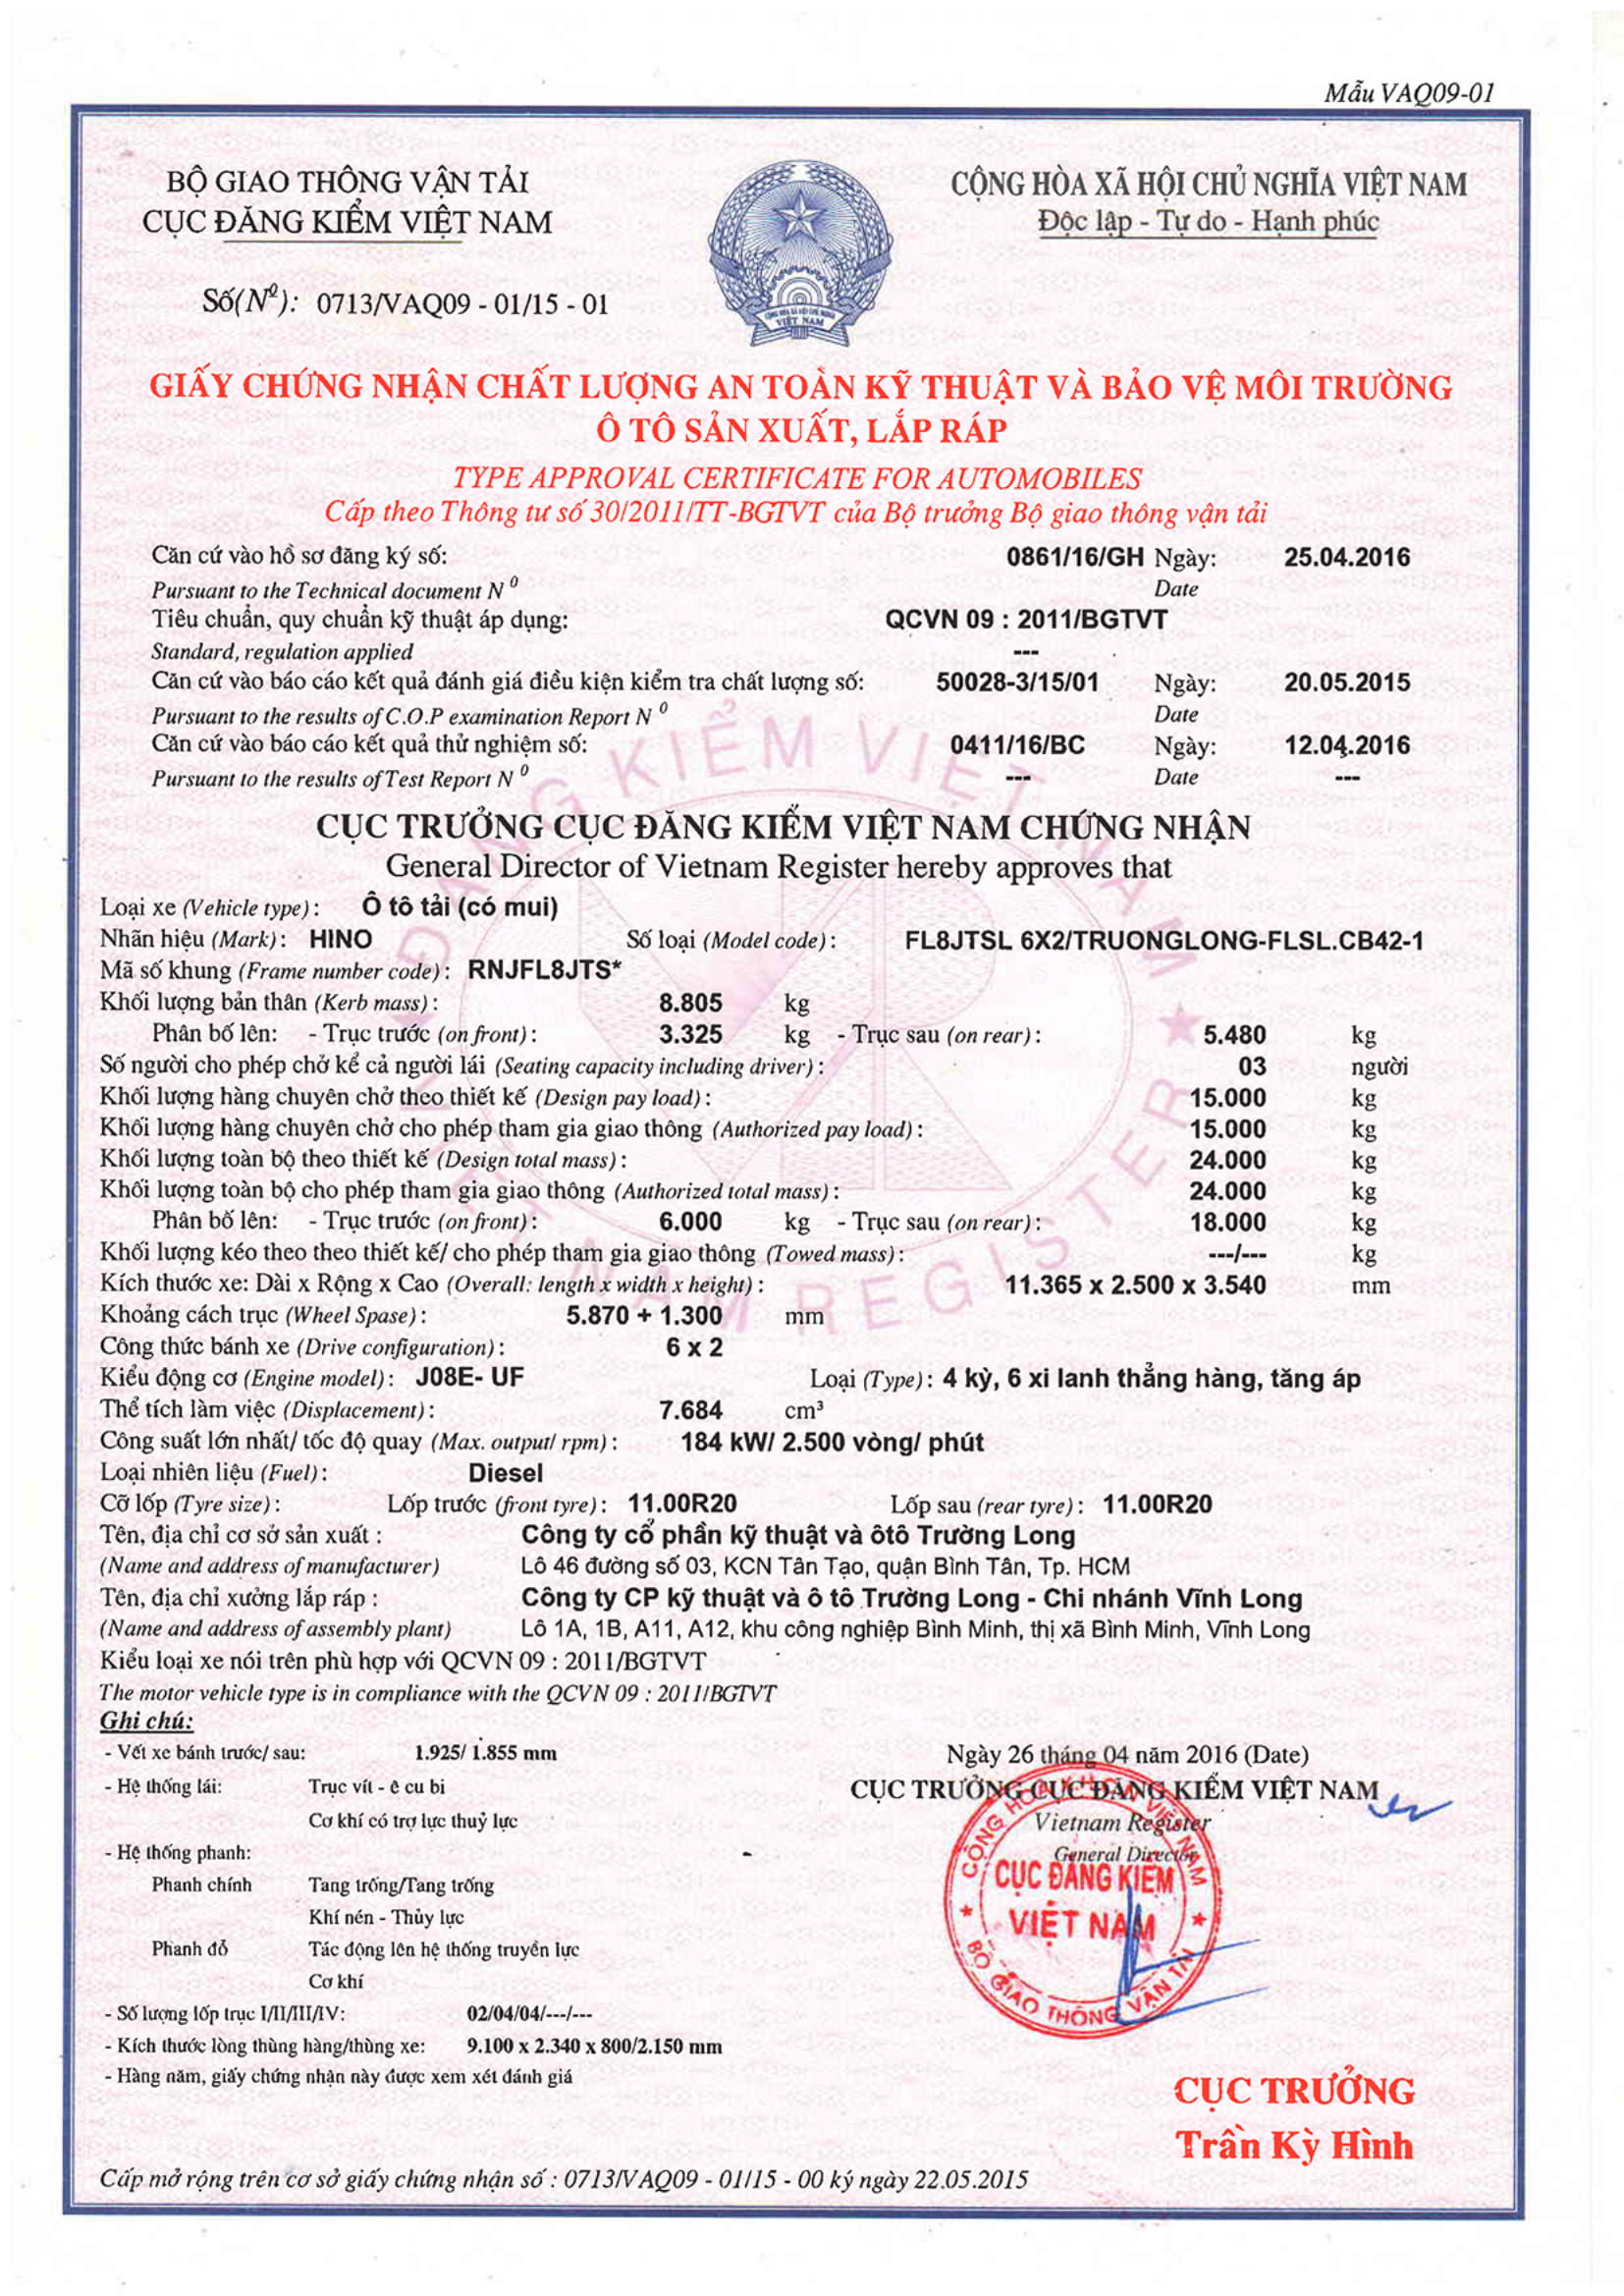 Mẫu VAQ09-01
BỘ GIAO THÔNG VẬN TẢI
CỤC ĐĂNG KIỂM VIỆT NAM
CỘNG HÒA XÃ HỘI CHỦ NGHĨA VIỆT NAM
Độc lập - Tự do - Hạnh phúc
CỘNG HÒA XÃ HỘI CHỦ NGHĨA
VIỆT NAM
Số(Nº): 0713/VAQ09 - 01/15 - 01
GIẤY CHỨNG NHẬN CHẤT LƯỢNG AN TOÀN KỸ THUẬT VÀ BẢO VỆ MÔI TRƯỜNG
Ô TÔ SẢN XUẤT, LẮP RÁP
TYPE APPROVAL CERTIFICATE FOR AUTOMOBILES
Cấp theo Thông tư số 30/2011/TT-BGTVT của Bộ trưởng Bộ giao thông vận tải
Căn cứ vào hồ sơ đăng ký số: 0861/16/GH Ngày: 25.04.2016
Pursuant to the Technical document N⁰ Date
Tiêu chuẩn, quy chuẩn kỹ thuật áp dụng: QCVN 09 : 2011/BGTVT
Standard, regulation applied ---
Căn cứ vào báo cáo kết quả đánh giá điều kiện kiểm tra chất lượng số: 50028-3/15/01 Ngày: 20.05.2015
Pursuant to the results of C.O.P examination Report N⁰ Date
Căn cứ vào báo cáo kết quả thử nghiệm số: 0411/16/BC Ngày: 12.04.2016
Pursuant to the results of Test Report N⁰ --- Date ---
CỤC TRƯỞNG CỤC ĐĂNG KIỂM VIỆT NAM CHỨNG NHẬN
General Director of Vietnam Register hereby approves that
Loại xe (Vehicle type): Ô tô tải (có mui)
Nhãn hiệu (Mark): HINO Số loại (Model code): FL8JTSL 6X2/TRUONGLONG-FLSL.CB42-1
Mã số khung (Frame number code): RNJFL8JTS*
Khối lượng bản thân (Kerb mass): 8.805 kg
Phân bố lên: - Trục trước (on front): 3.325 kg - Trục sau (on rear): 5.480 kg
Số người cho phép chở kể cả người lái (Seating capacity including driver): 03 người
Khối lượng hàng chuyên chở theo thiết kế (Design pay load): 15.000 kg
Khối lượng hàng chuyên chở cho phép tham gia giao thông (Authorized pay load): 15.000 kg
Khối lượng toàn bộ theo thiết kế (Design total mass): 24.000 kg
Khối lượng toàn bộ cho phép tham gia giao thông (Authorized total mass): 24.000 kg
Phân bố lên: - Trục trước (on front): 6.000 kg - Trục sau (on rear): 18.000 kg
Khối lượng kéo theo theo thiết kế/ cho phép tham gia giao thông (Towed mass): ---/--- kg
Kích thước xe: Dài x Rộng x Cao (Overall: length x width x height): 11.365 x 2.500 x 3.540 mm
Khoảng cách trục (Wheel Spase): 5.870 + 1.300 mm
Công thức bánh xe (Drive configuration): 6 x 2
Kiểu động cơ (Engine model): J08E- UF Loại (Type): 4 kỳ, 6 xi lanh thẳng hàng, tăng áp
Thể tích làm việc (Displacement): 7.684 cm³
Công suất lớn nhất/ tốc độ quay (Max. output/ rpm): 184 kW/ 2.500 vòng/ phút
Loại nhiên liệu (Fuel): Diesel
Cỡ lốp (Tyre size): Lốp trước (front tyre): 11.00R20 Lốp sau (rear tyre): 11.00R20
Tên, địa chỉ cơ sở sản xuất : Công ty cổ phần kỹ thuật và ôtô Trường Long
(Name and address of manufacturer) Lô 46 đường số 03, KCN Tân Tạo, quận Bình Tân, Tp. HCM
Tên, địa chỉ xưởng lắp ráp : Công ty CP kỹ thuật và ô tô Trường Long - Chi nhánh Vĩnh Long
(Name and address of assembly plant) Lô 1A, 1B, A11, A12, khu công nghiệp Bình Minh, thị xã Bình Minh, Vĩnh Long
Kiểu loại xe nói trên phù hợp với QCVN 09 : 2011/BGTVT
The motor vehicle type is in compliance with the QCVN 09 : 2011/BGTVT
Ghi chú:
- Vết xe bánh trước/ sau: 1.925/ 1.855 mm
- Hệ thống lái: Trục vít - ê cu bi
Cơ khí có trợ lực thuỷ lực
- Hệ thống phanh:
Phanh chính Tang trống/Tang trống
Khí nén - Thủy lực
Phanh đỗ Tác động lên hệ thống truyền lực
Cơ khí
- Số lượng lốp trục I/II/III/IV: 02/04/04/---/---
- Kích thước lòng thùng hàng/thùng xe: 9.100 x 2.340 x 800/2.150 mm
- Hàng năm, giấy chứng nhận này được xem xét đánh giá
Ngày 26 tháng 04 năm 2016 (Date)
CỤC TRƯỞNG CỤC ĐĂNG KIỂM VIỆT NAM
Vietnam Register
General Director
CỘNG HÒA X.H.C.N VIỆT NAM
CỤC ĐĂNG KIỂM
VIỆT NAM
BỘ GIAO THÔNG VẬN TẢI
CỤC TRƯỞNG
Trần Kỳ Hình
Cấp mở rộng trên cơ sở giấy chứng nhận số : 0713/VAQ09 - 01/15 - 00 ký ngày 22.05.2015
ĐĂNG KIỂM VIỆT NAM
VIETNAM REGISTER
VR